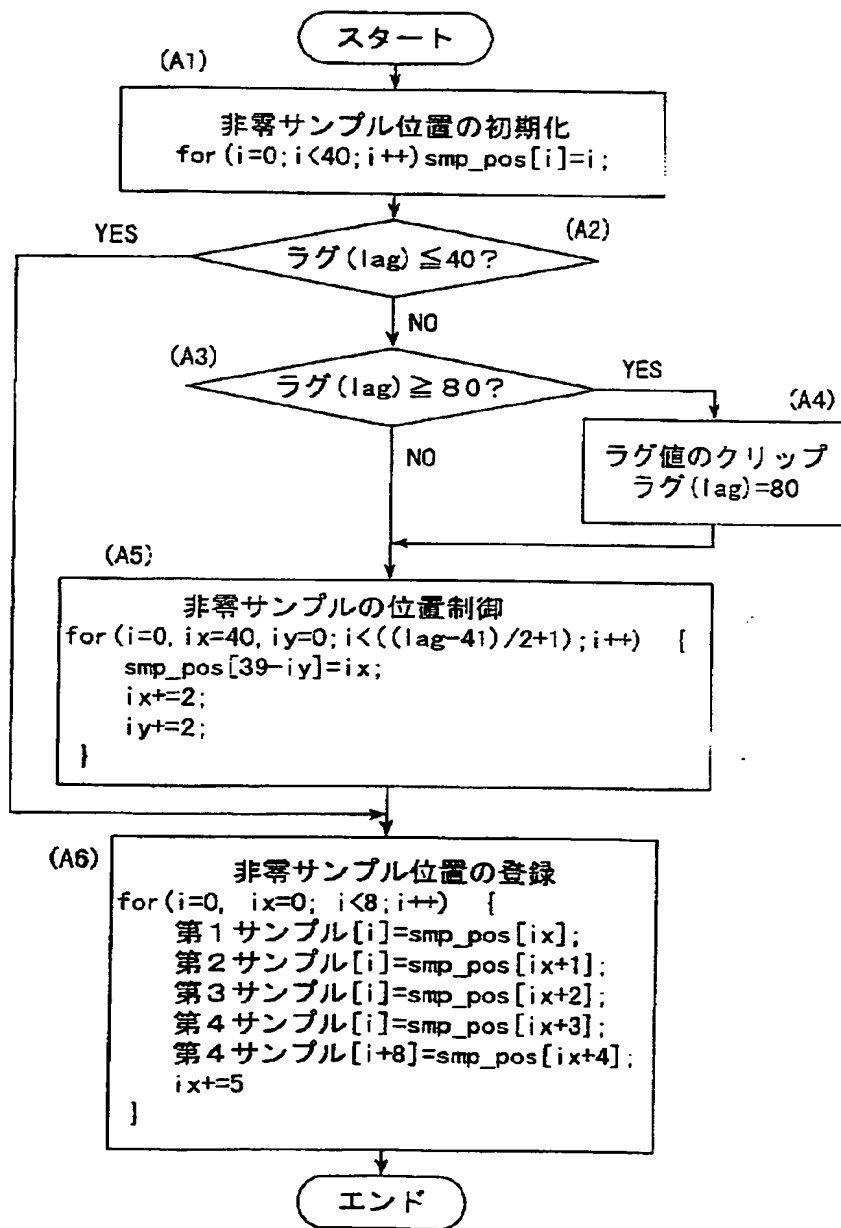 スタート
(A1)
非零サンプル位置の初期化
for(i=0;i<40;i++)smp_pos[i]=i;
YES
(A2)
ラグ(lag)≦40?
NO
(A3)
ラグ(lag)≧80?
YES
(A4)
ラグ値のクリップ
ラグ(lag)=80
NO
(A5)
非零サンプルの位置制御
for(i=0,ix=40,iy=0;i<((lag-41)/2+1);i++) {
smp_pos[39-iy]=ix;
ix+=2;
iy+=2;
}
(A6)
非零サンプル位置の登録
for(i=0, ix=0; i<8;i++) {
第1サンプル[i]=smp_pos[ix];
第2サンプル[i]=smp_pos[ix+1];
第3サンプル[i]=smp_pos[ix+2];
第4サンプル[i]=smp_pos[ix+3];
第4サンプル[i+8]=smp_pos[ix+4];
ix+=5
}
エンド